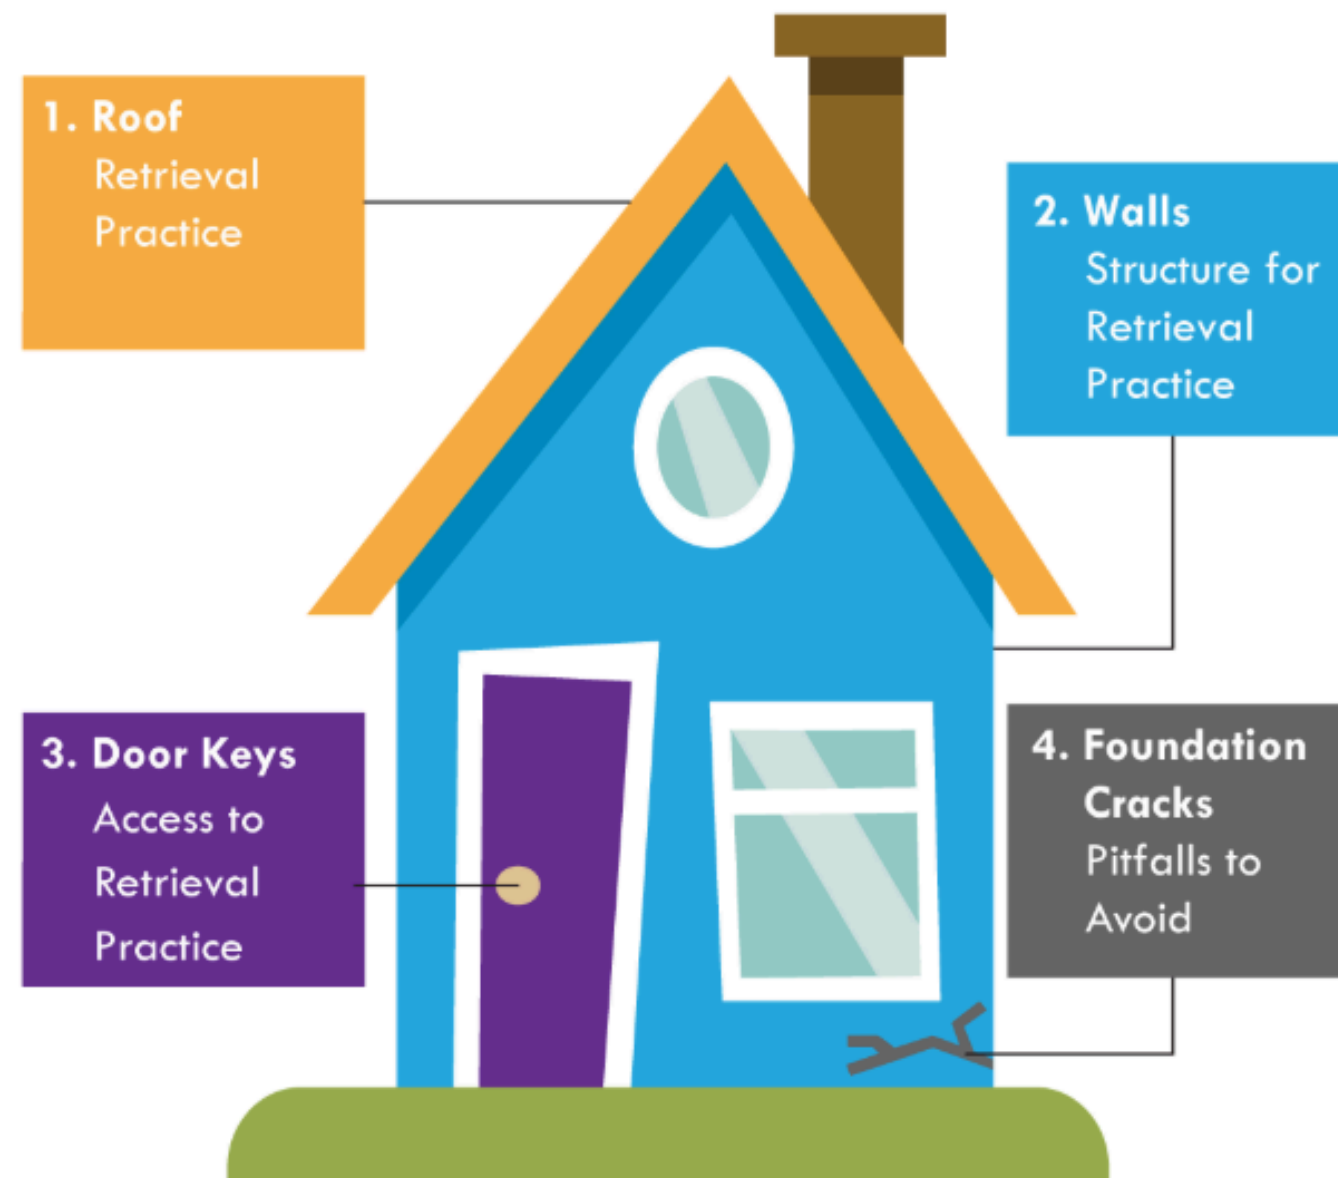 1. Roof
Retrieval
Practice
2. Walls
Structure for
Retrieval
Practice
3. Door Keys
Access to
Retrieval
Practice
4. Foundation
Cracks
Pitfalls to
Avoid